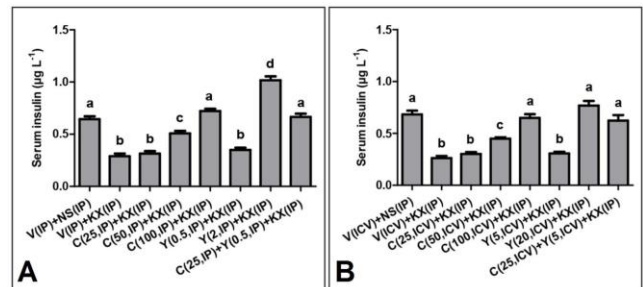 1.5
1.0
0.5
0.0
Serum insulin (µg L⁻¹)
a
b
b
c
a
b
d
a
V(IP)+NS(IP)
V(IP)+KX(IP)
C(25,IP)+KX(IP)
C(50,IP)+KX(IP)
C(100,IP)+KX(IP)
Y(0.5,IP)+KX(IP)
Y(2,IP)+KX(IP)
C(25,IP)+Y(0.5,IP)+KX(IP)
A
1.5
1.0
0.5
0.0
Serum insulin (µg L⁻¹)
a
b
b
c
a
b
a
a
V(ICV)+NS(IP)
V(ICV)+KX(IP)
C(25,ICV)+KX(IP)
C(50,ICV)+KX(IP)
C(100,ICV)+KX(IP)
Y(5,ICV)+KX(IP)
Y(20,ICV)+KX(IP)
C(25,ICV)+Y(5,ICV)+KX(IP)
B